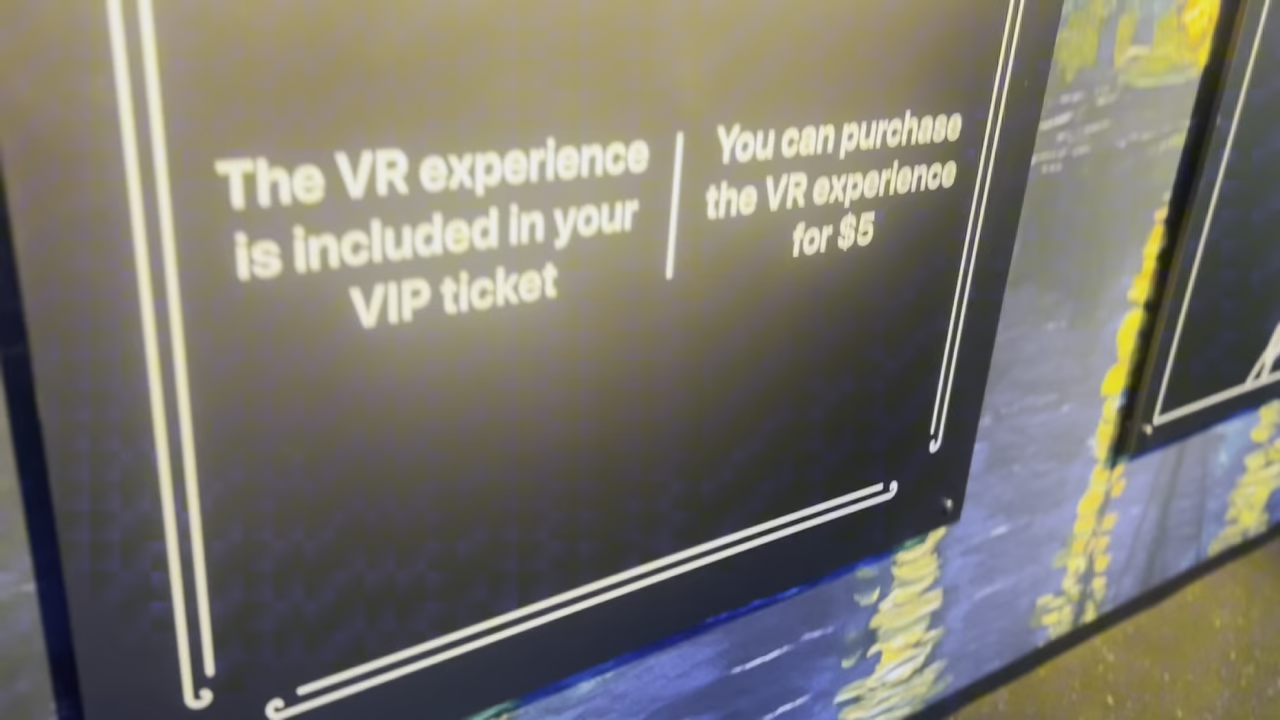 The VR experience
is included in your
VIP ticket
You can purchase
the VR experience
for $5